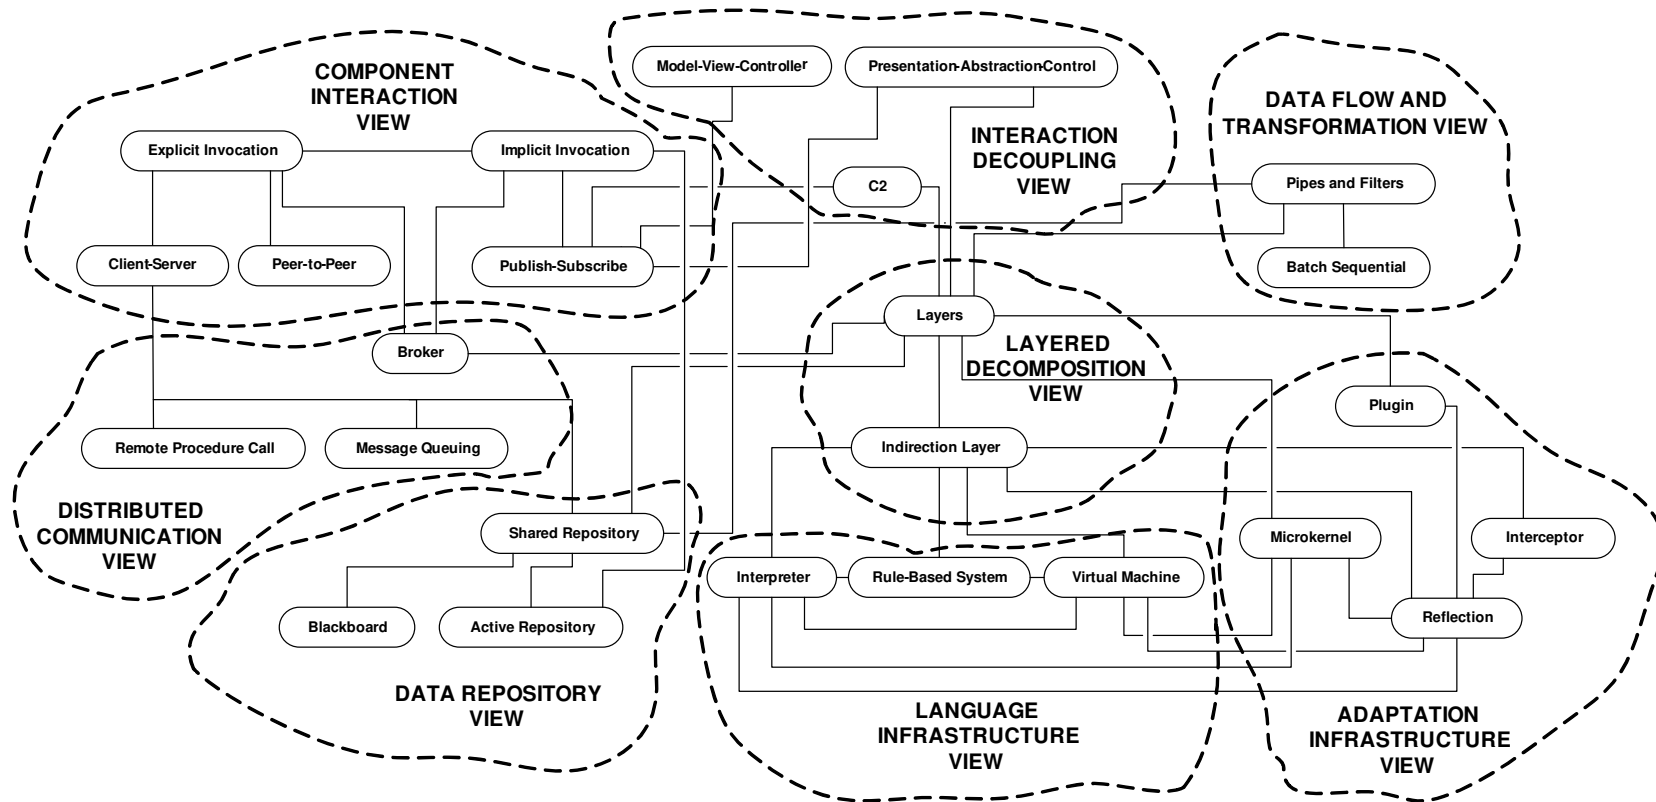 COMPONENT
INTERACTION
VIEW
Explicit Invocation
Implicit Invocation
Client-Server
Peer-to-Peer
Publish-Subscribe
Model-View-Controller
Presentation-Abstraction-Control
INTERACTION
DECOUPLING
VIEW
C2
DATA FLOW AND
TRANSFORMATION VIEW
Pipes and Filters
Batch Sequential
Broker
Remote Procedure Call
Message Queuing
DISTRIBUTED
COMMUNICATION
VIEW
Layers
LAYERED
DECOMPOSITION
VIEW
Indirection Layer
Plugin
Microkernel
Interceptor
Reflection
ADAPTATION
INFRASTRUCTURE
VIEW
Shared Repository
Blackboard
Active Repository
DATA REPOSITORY
VIEW
Interpreter
Rule-Based System
Virtual Machine
LANGUAGE
INFRASTRUCTURE
VIEW